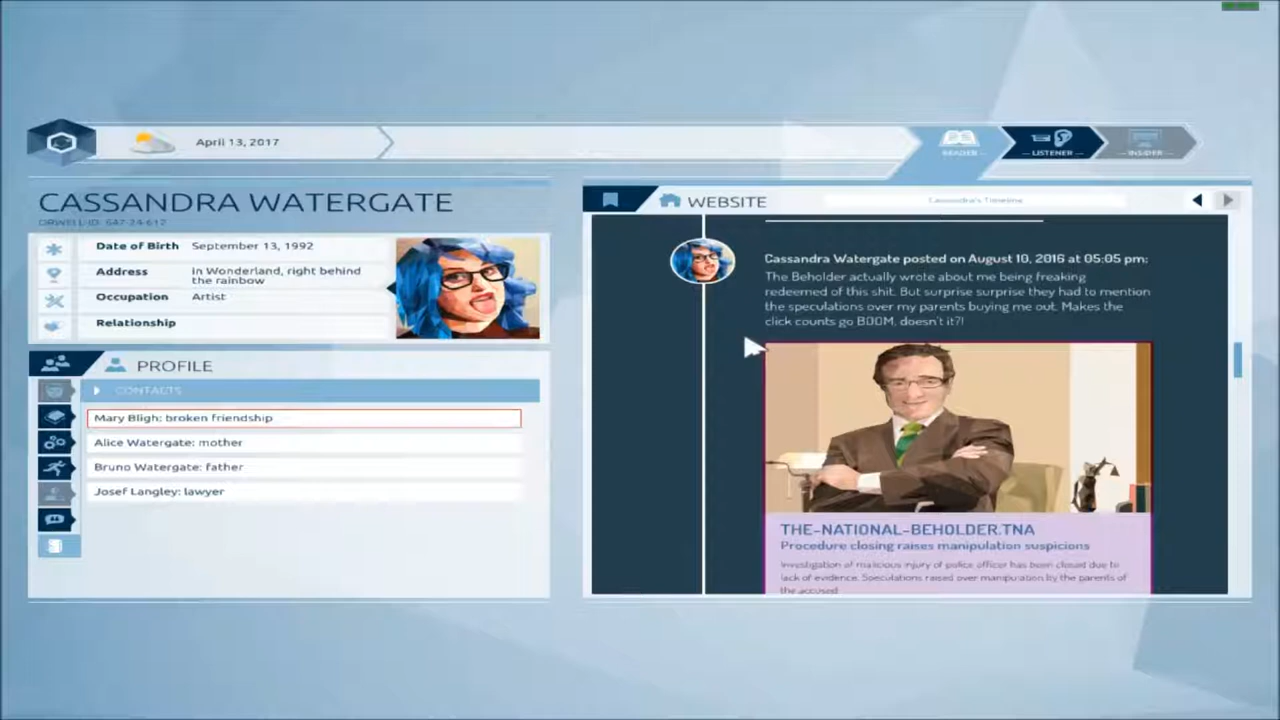 April 13, 2017
READER
LISTENER
INSIDER
CASSANDRA WATERGATE
ORWELL-ID: 647-24-612
Date of Birth September 13, 1992
Address In Wonderland, right behind
the rainbow
Occupation Artist
Relationship
PROFILE
CONTACTS
Mary Bligh: broken friendship
Alice Watergate: mother
Bruno Watergate: father
Josef Langley: lawyer
WEBSITE
Cassandra's Timeline
Cassandra Watergate posted on August 10, 2016 at 05:05 pm:
The Beholder actually wrote about me being freaking
redeemed of this shit. But surprise surprise they had to mention
the speculations over my parents buying me out. Makes the
click counts go BOOM, doesn't it?!
THE-NATIONAL-BEHOLDER.TNA
Procedure closing raises manipulation suspicions
Investigation of malicious injury of police officer has been closed due to
lack of evidence. Speculations raised over manipulation by the parents of
the accused